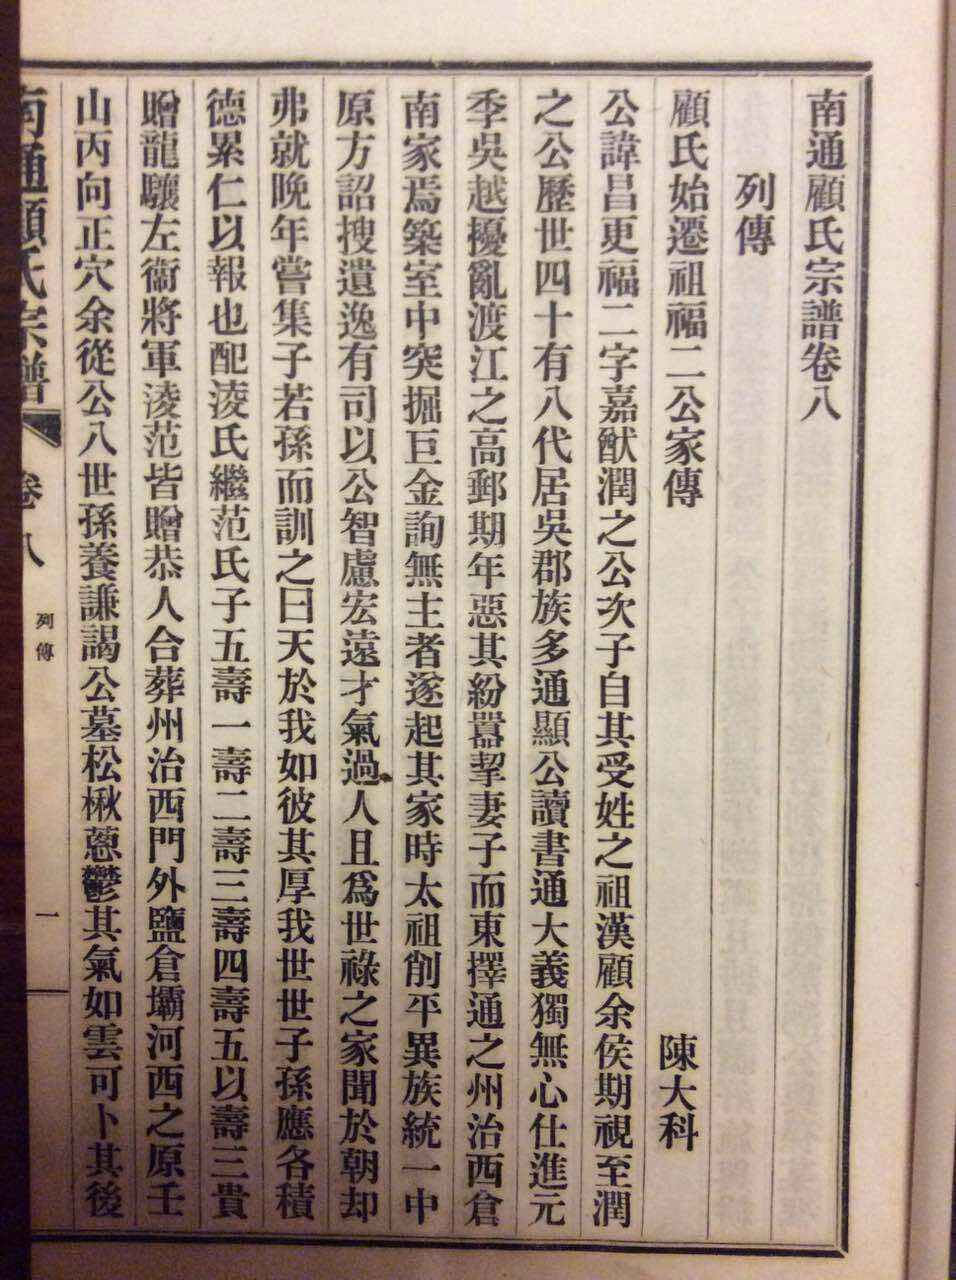 南通顧氏宗譜卷八
列傳
顧氏始遷祖福二公家傳 陳大科
公諱昌更福二字嘉猷潤之公次子自其受姓之祖漢顧余侯期視至潤
之公歷世四十有八代居吳郡族多通顯公讀書通大義獨無心仕進元
季吳越擾亂渡江之高郵期年惡其紛囂挈妻子而東擇通之州治西倉
南家焉築室中突掘巨金詢無主者遂起其家時太祖削平異族統一中
原方詔搜遺逸有司以公智慮宏遠才氣過人且爲世祿之家聞於朝却
弗就晚年嘗集子若孫而訓之曰天於我如彼其厚我世世子孫應各積
德累仁以報也配淩氏繼范氏子五壽一壽二壽三壽四壽五以壽三貴
贈龍驤左衞將軍淩范皆贈恭人合葬州治西門外鹽倉壩河西之原壬
山丙向正穴余從公八世孫養謙謁公墓松楸蔥鬱其氣如雲可卜其後
南通顧氏宗譜 卷八 列傳 一